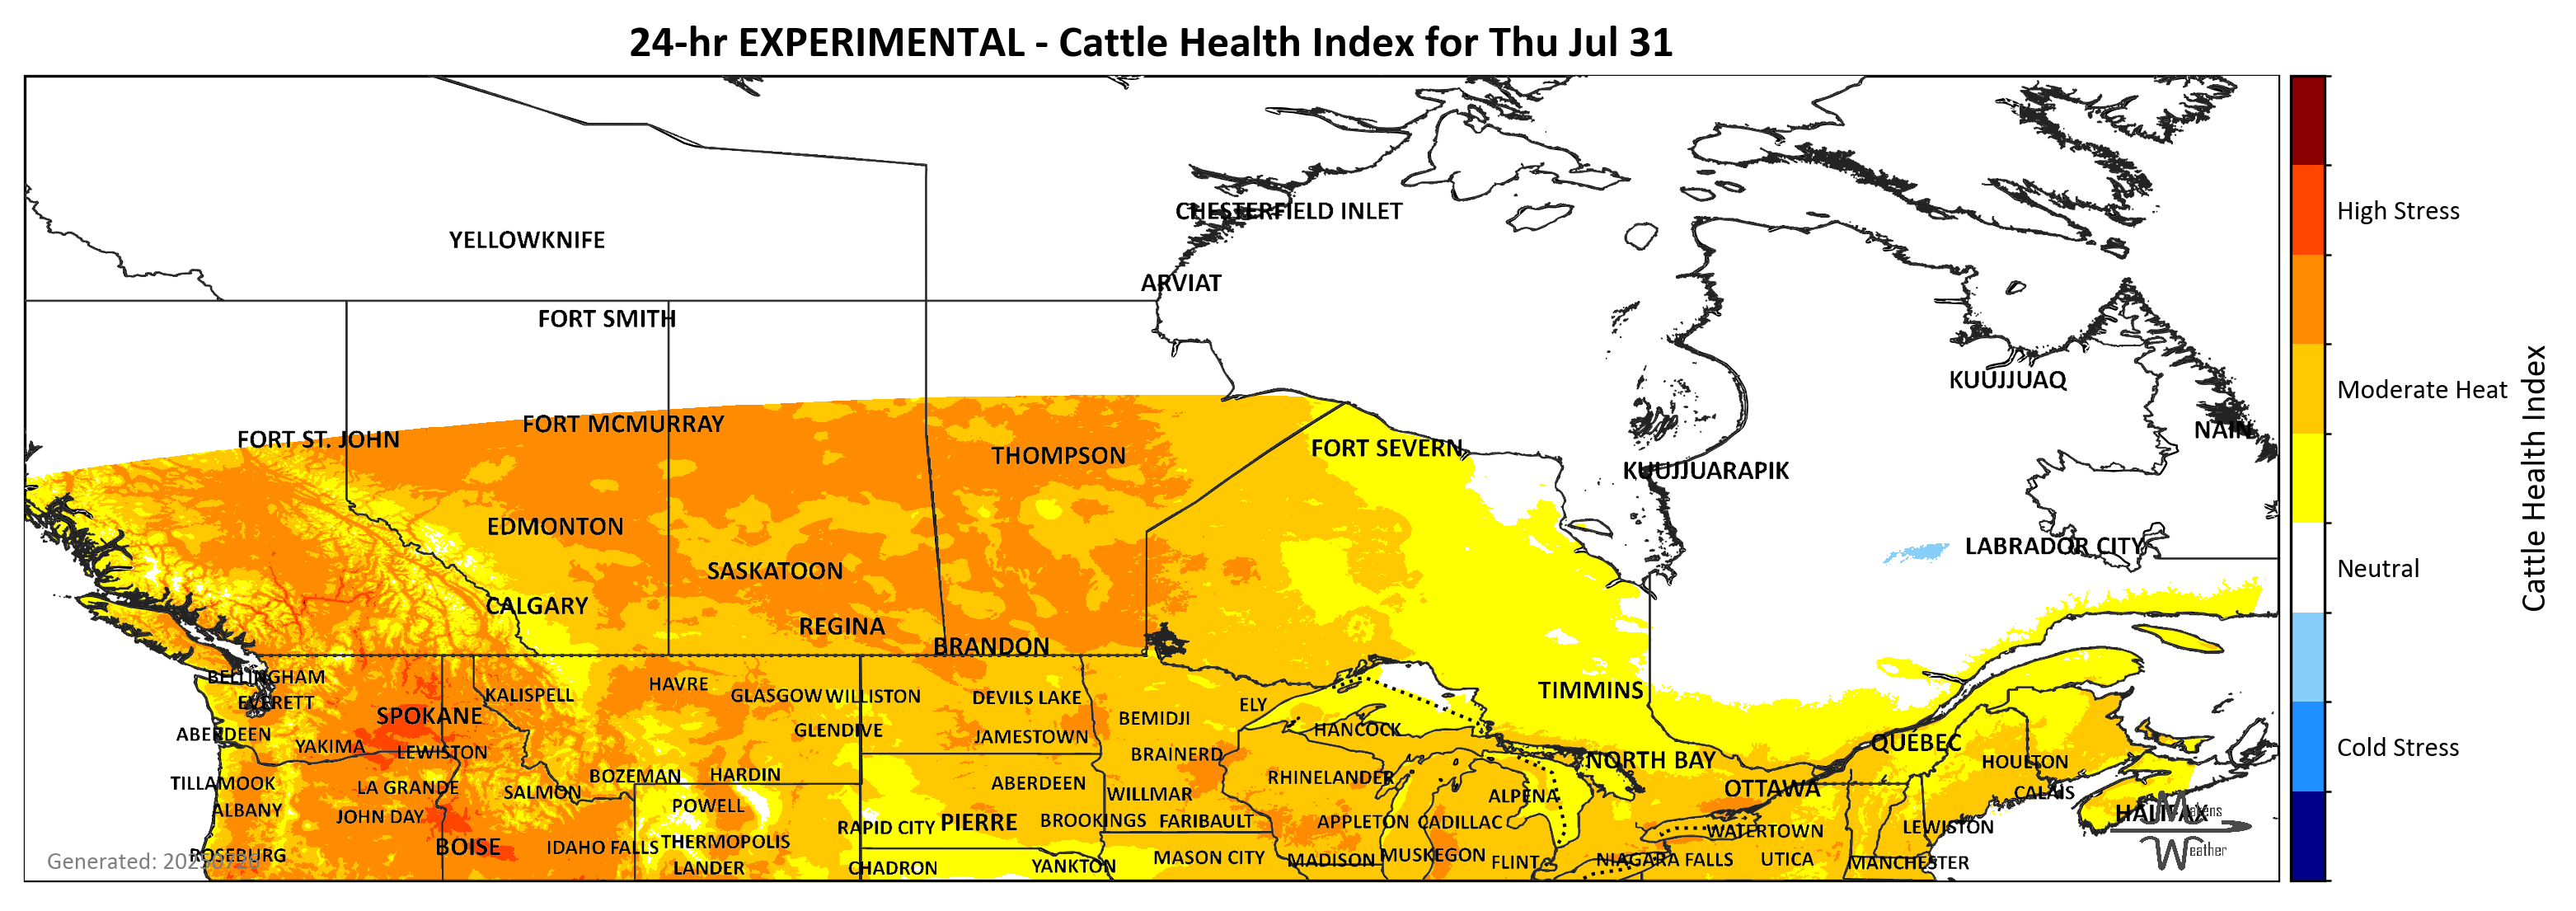 24-hr EXPERIMENTAL - Cattle Health Index for Thu Jul 31
CHESTERFIELD INLET
YELLOWKNIFE
High Stress
ARVIAT
FORT SMITH
KUUJJUAQ
Moderate Heat
FORT MCMURRAY
NAIN
FORT ST. JOHN
FORT SEVERN
THOMPSON
KUUJJUARAPIK
Cattle Health Index
EDMONTON
LABRADOR CITY
SASKATOON
Neutral
CALGARY
REGINA
BRANDON
BELLINGHAM
HAVRE
TIMMINS
KALISPELL
GLASGOW
WILLISTON
DEVILS LAKE
EVERETT
ELY
SPOKANE
BEMIDJI
GLENDIVE
HANCOCK
ABERDEEN
JAMESTOWN
QUEBEC
YAKIMA
LEWISTON
BRAINERD
Cold Stress
NORTH BAY
HOULTON
BOZEMAN
HARDIN
RHINELANDER
TILLAMOOK
LA GRANDE
SALMON
ABERDEEN
WILLMAR
OTTAWA
ALPENA
CALAIS
POWELL
ALBANY
JOHN DAY
HALIFAX
Makens
Weather
RAPID CITY
PIERRE
BROOKINGS
FARIBAULT
APPLETON
CADILLAC
WATERTOWN
LEWISTON
BOISE
IDAHO FALLS
THERMOPOLIS
ROSEBURG
MASON CITY
MADISON
MUSKEGON
FLINT
NIAGARA FALLS
UTICA
MANCHESTER
Generated:
LANDER
CHADRON
YANKTON